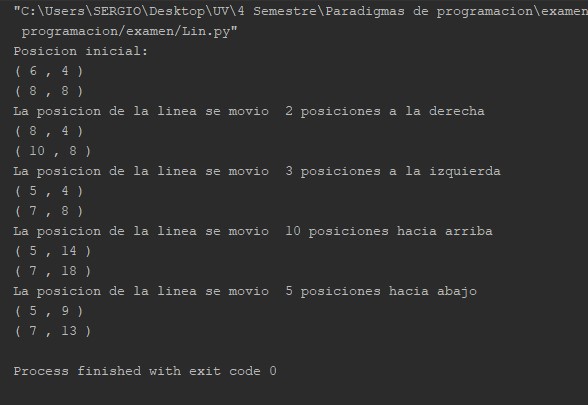 "C:\Users\SERGIO\Desktop\UV\4 Semestre\Paradigmas de programacion\examen
programacion/examen/Lin.py"
Posicion inicial:
( 6 , 4 )
( 8 , 8 )
La posicion de la linea se movio  2 posiciones a la derecha
( 8 , 4 )
( 10 , 8 )
La posicion de la linea se movio  3 posiciones a la izquierda
( 5 , 4 )
( 7 , 8 )
La posicion de la linea se movio  10 posiciones hacia arriba
( 5 , 14 )
( 7 , 18 )
La posicion de la linea se movio  5 posiciones hacia abajo
( 5 , 9 )
( 7 , 13 )
Process finished with exit code 0